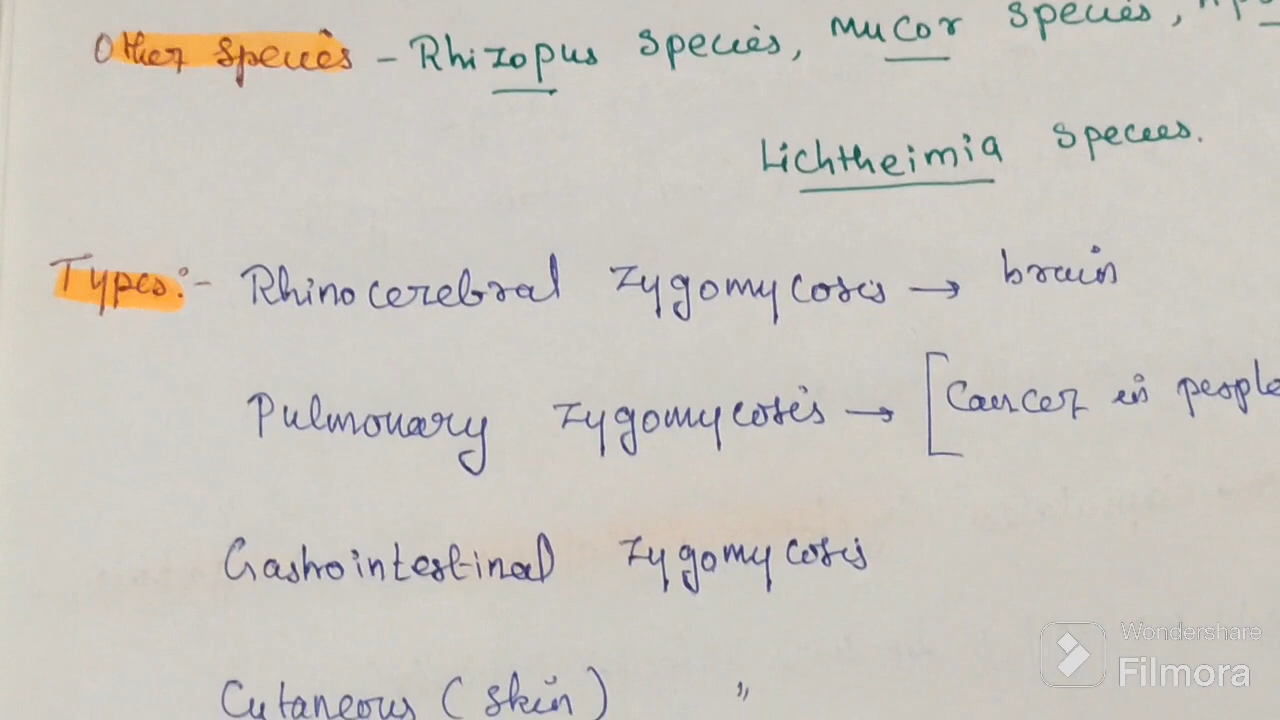 Other species - Rhizopus species, Mucor species,
Lichtheimia species.
Types:- Rhinocerebral Zygomycosis → brain
Pulmonary Zygomycosis → [Cancer in people
Gastrointestinal Zygomycosis
Cutaneous (skin) "
Wondershare
Filmora